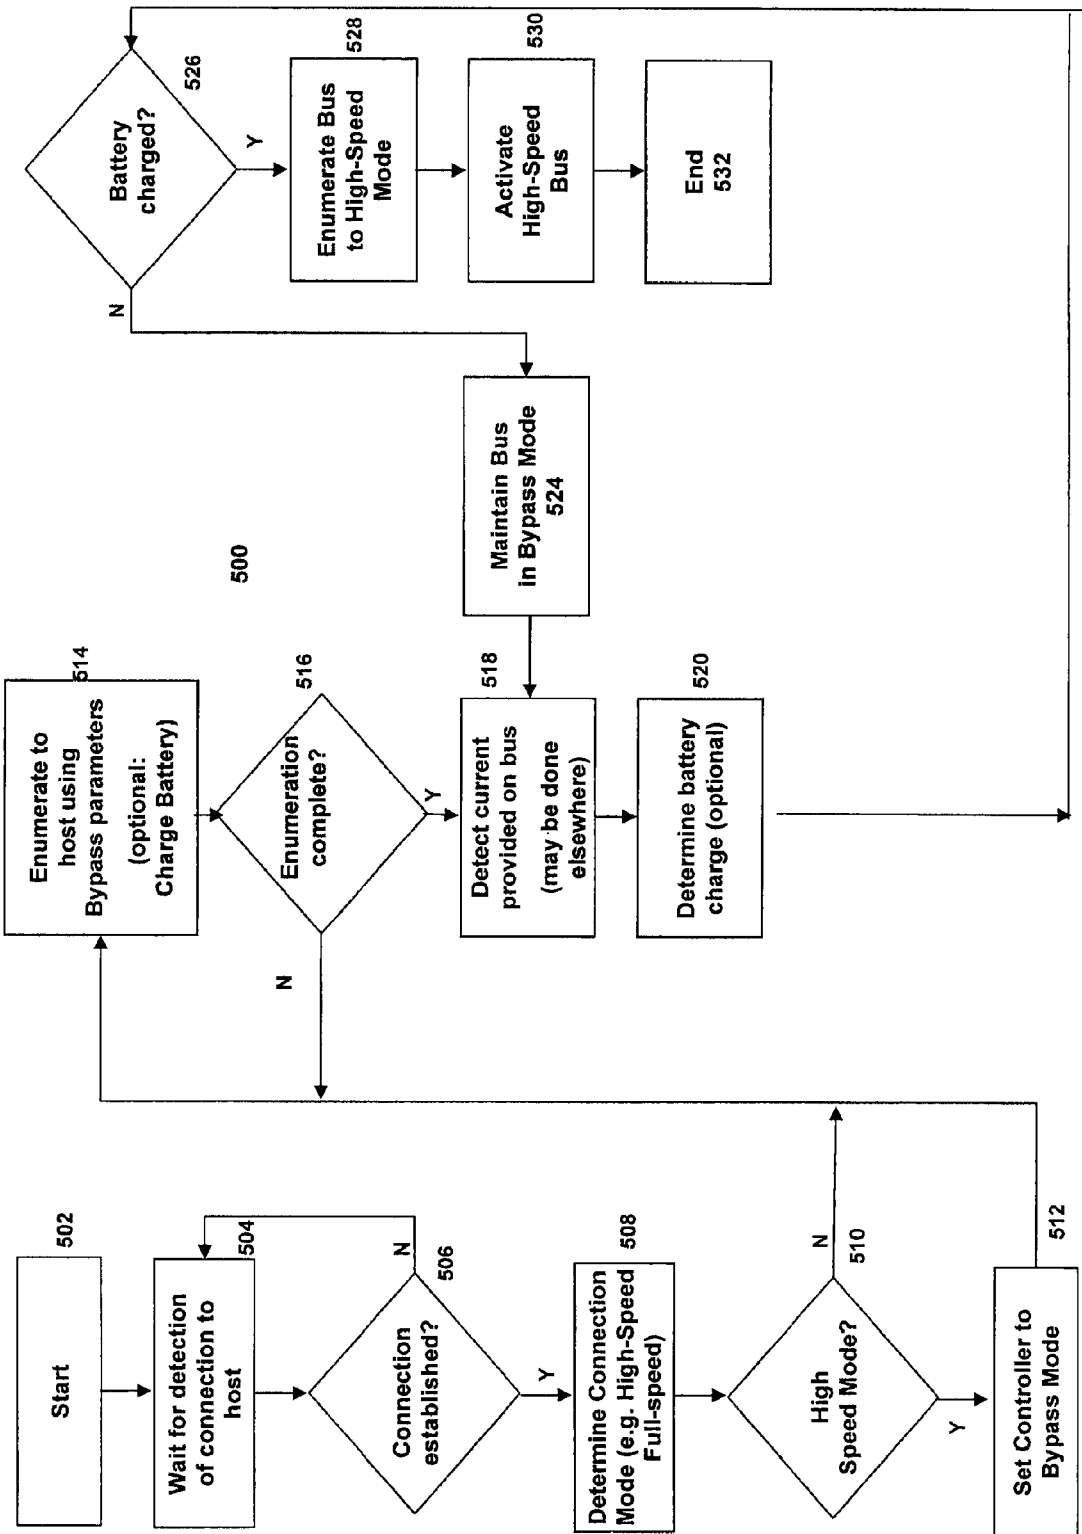 Start
502
Wait for detection
of connection to
host
504
Connection
established?
506
N
Y
Determine Connection
Mode (e.g. High-Speed
Full-speed)
508
High
Speed Mode?
510
N
Y
Set Controller to
Bypass Mode
512
Enumerate to
host using
Bypass parameters
(optional:
Charge Battery)
514
Enumeration
complete?
516
N
Y
Detect current
provided on bus
(may be done
elsewhere)
518
Determine battery
charge (optional)
520
500
Maintain Bus
in Bypass Mode
524
Battery
charged?
526
N
Y
Enumerate Bus
to High-Speed
Mode
528
Activate
High-Speed
Bus
530
End
532